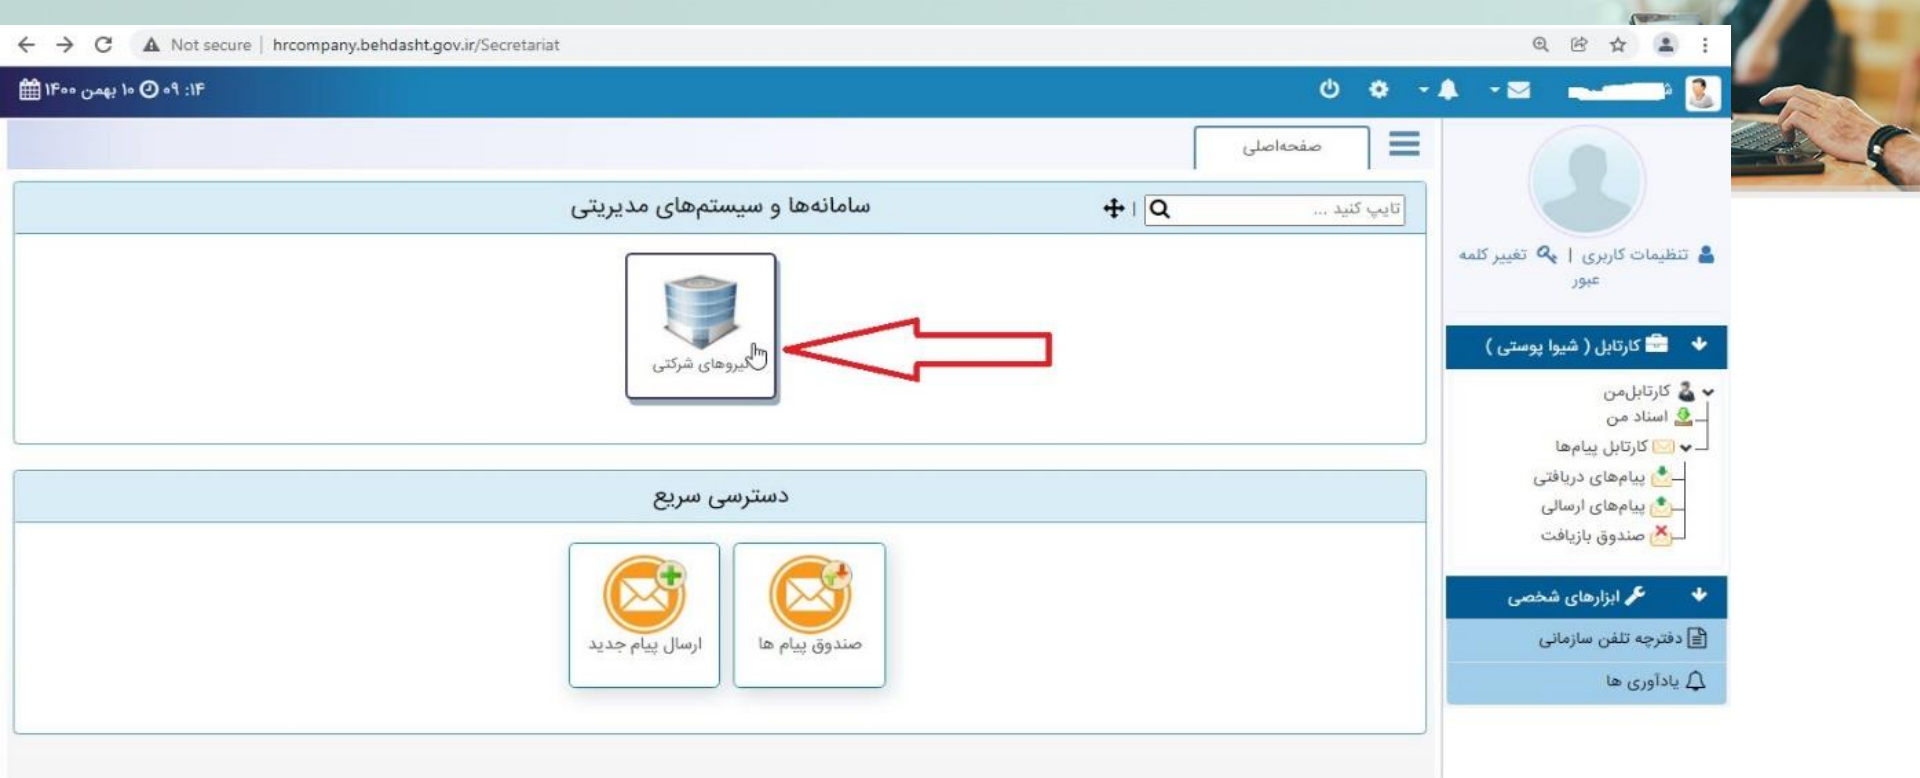 Not secure | hrcompany.behdasht.gov.ir/Secretariat
۱۰ بهمن ۱۴۰۰ ۰۹ :۱۴
صفحه‌اصلی
تایپ کنید ...
سامانه‌ها و سیستم‌های مدیریتی
شرکتی
دسترسی سریع
صندوق پیام ها
ارسال پیام جدید
تنظیمات کاربری | تغییر کلمه
عبور
کارتابل ( شیوا پوستی )
کارتابل‌من
اسناد من
کارتابل پیام‌ها
پیام‌های دریافتی
پیام‌های ارسالی
صندوق بازیافت
ابزارهای شخصی
دفترچه تلفن سازمانی
یادآوری ها